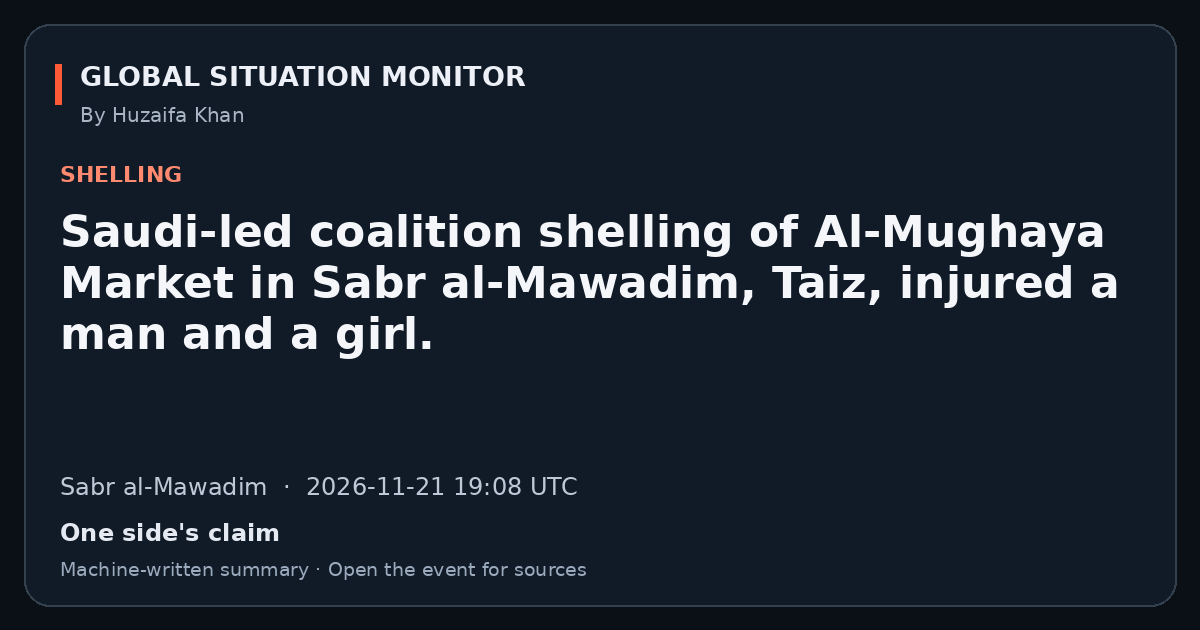 GLOBAL SITUATION MONITOR
By Huzaifa Khan
SHELLING
Saudi-led coalition shelling of Al-Mughaya
Market in Sabr al-Mawadim, Taiz, injured a
man and a girl.
Sabr al-Mawadim · 2026-11-21 19:08 UTC
One side's claim
Machine-written summary · Open the event for sources